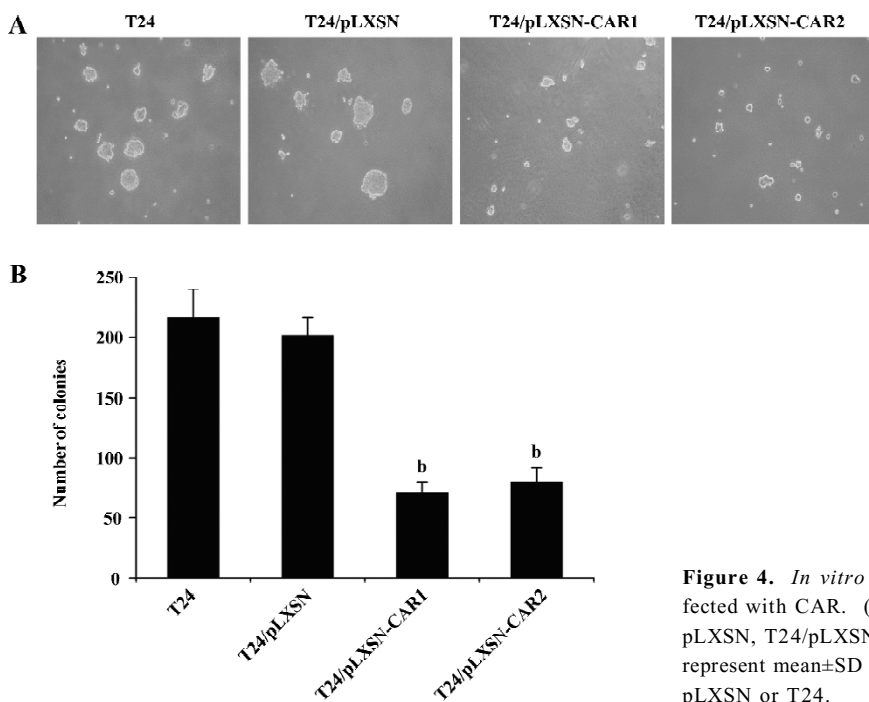 A
T24
T24/pLXSN
T24/pLXSN-CAR1
T24/pLXSN-CAR2
B
250
200
150
100
50
0
Number of colonies
b
b
T24
T24/pLXSN
T24/pLXSN-CAR1
T24/pLXSN-CAR2
Figure 4. In vitro
fected with CAR. (
pLXSN, T24/pLXSN
represent mean±SD
pLXSN or T24.